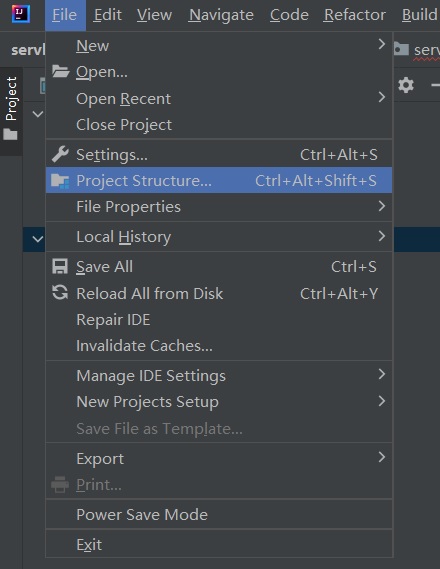 IJ File Edit View Navigate Code Refactor Build
Project
New
Open...
Open Recent
Close Project
Settings... Ctrl+Alt+S
Project Structure... Ctrl+Alt+Shift+S
File Properties
Local History
Save All Ctrl+S
Reload All from Disk Ctrl+Alt+Y
Repair IDE
Invalidate Caches...
Manage IDE Settings
New Projects Setup
Save File as Template...
Export
Print...
Power Save Mode
Exit